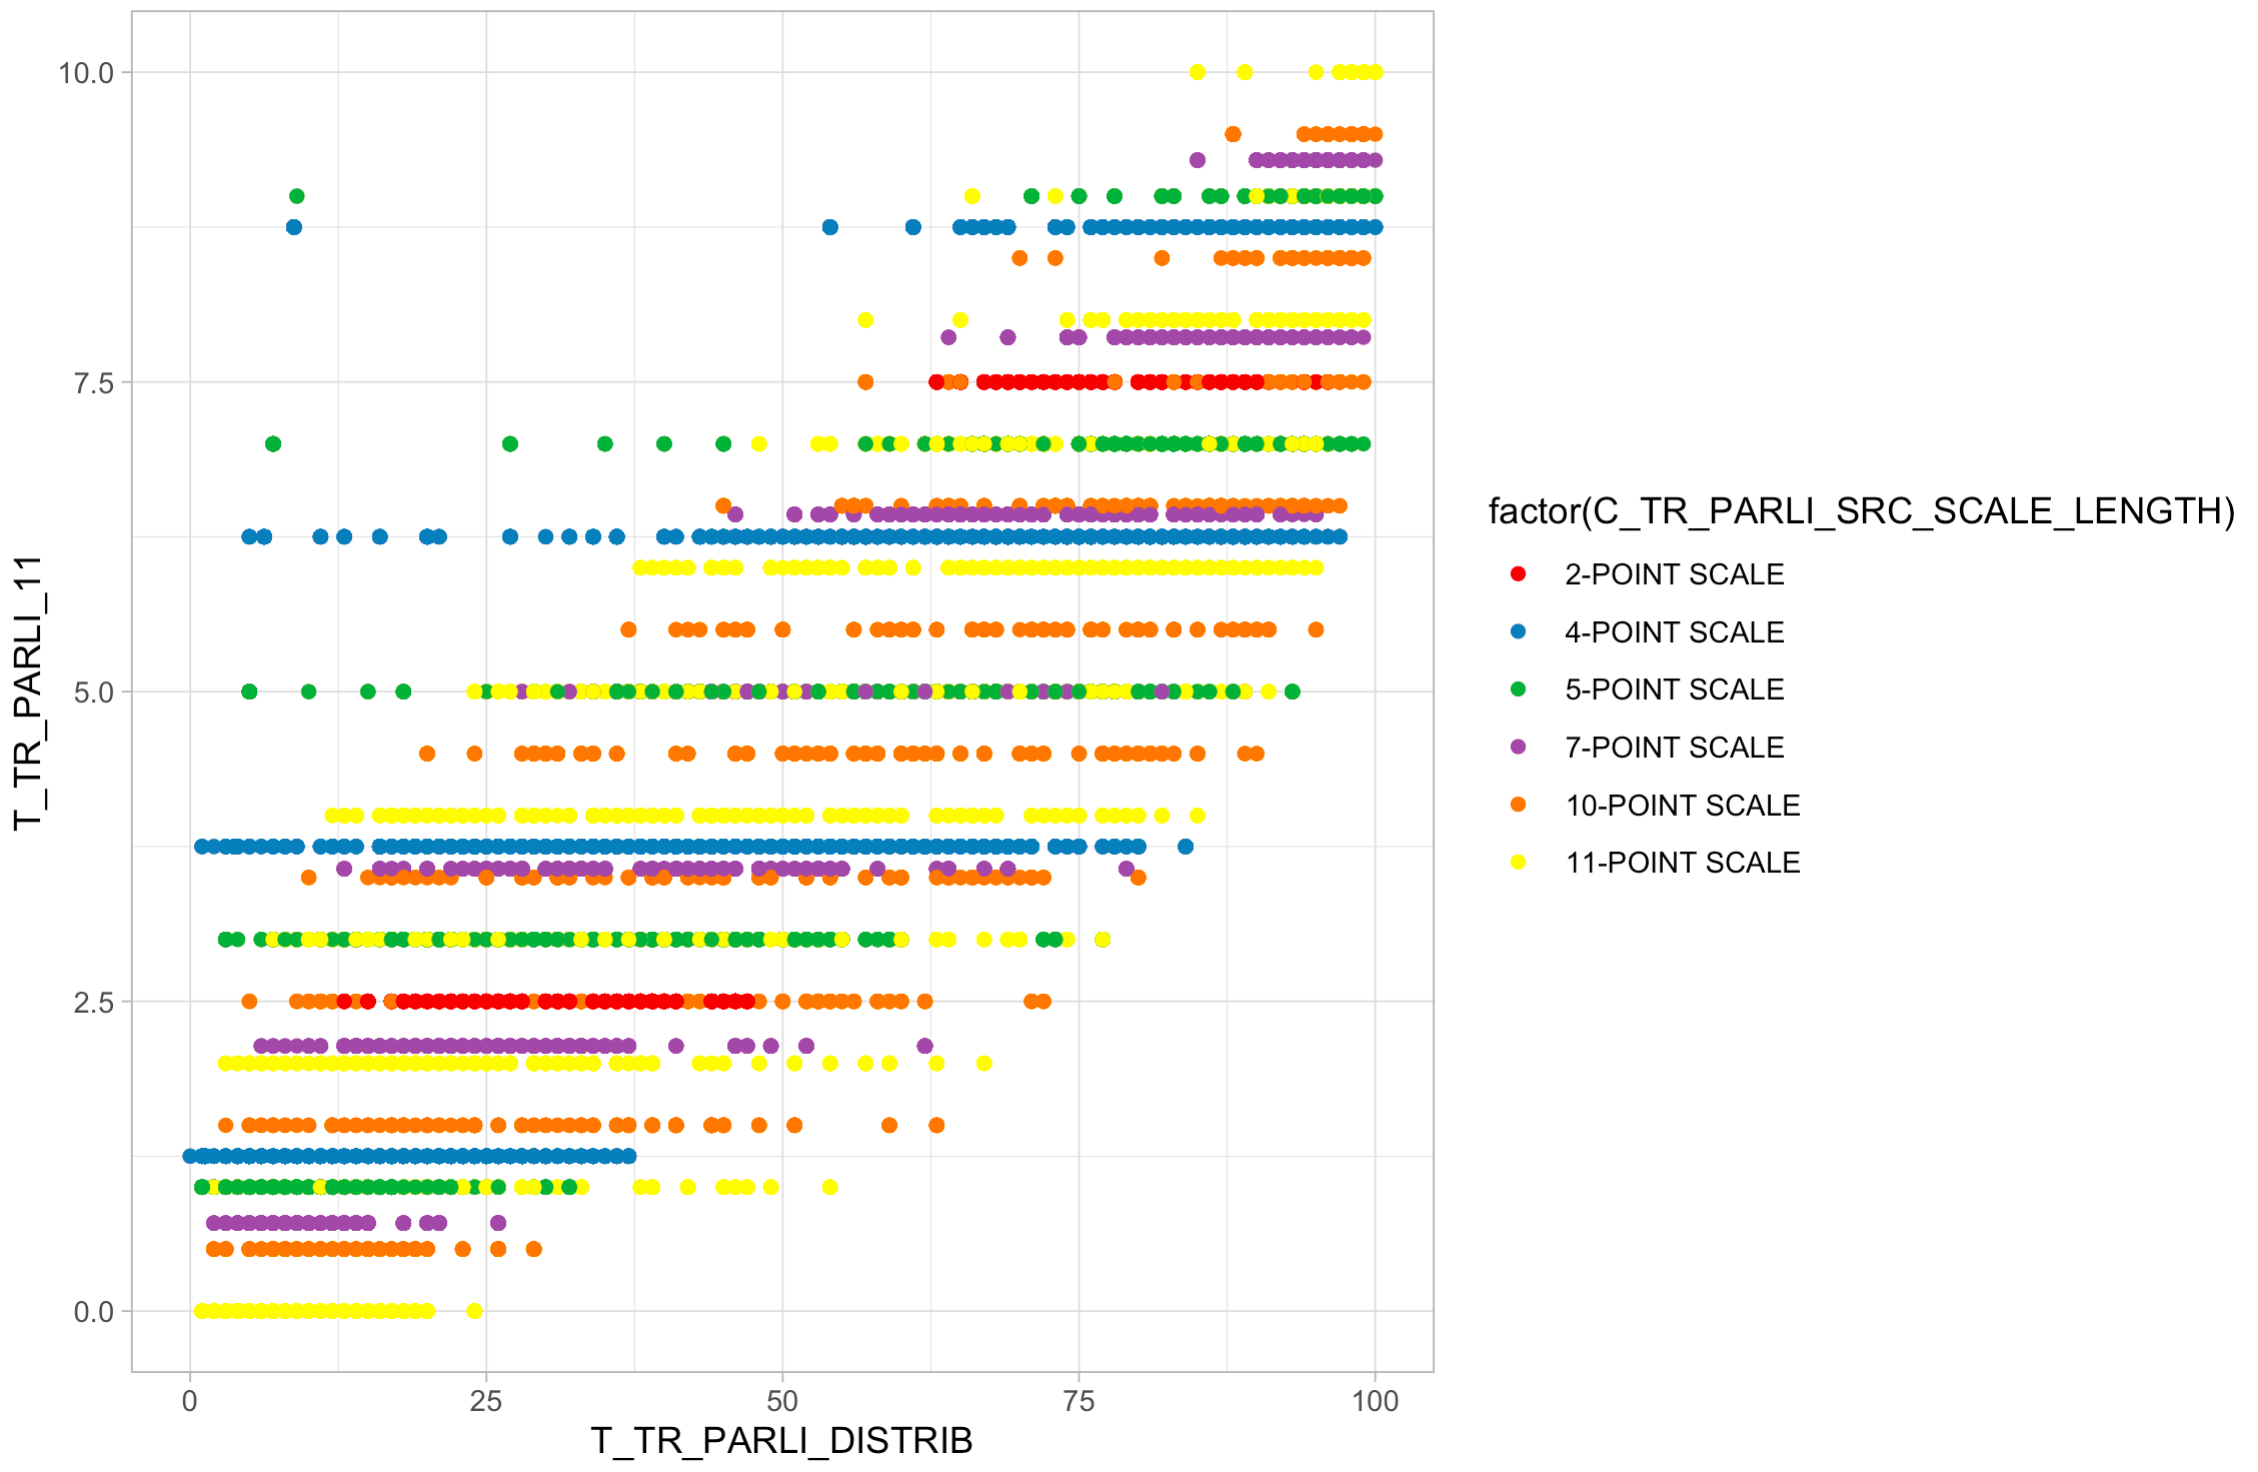 10.0
7.5
5.0
2.5
0.0
T_TR_PARLI_11
0 25 50 75 100
T_TR_PARLI_DISTRIB
factor(C_TR_PARLI_SRC_SCALE_LENGTH)
2-POINT SCALE
4-POINT SCALE
5-POINT SCALE
7-POINT SCALE
10-POINT SCALE
11-POINT SCALE